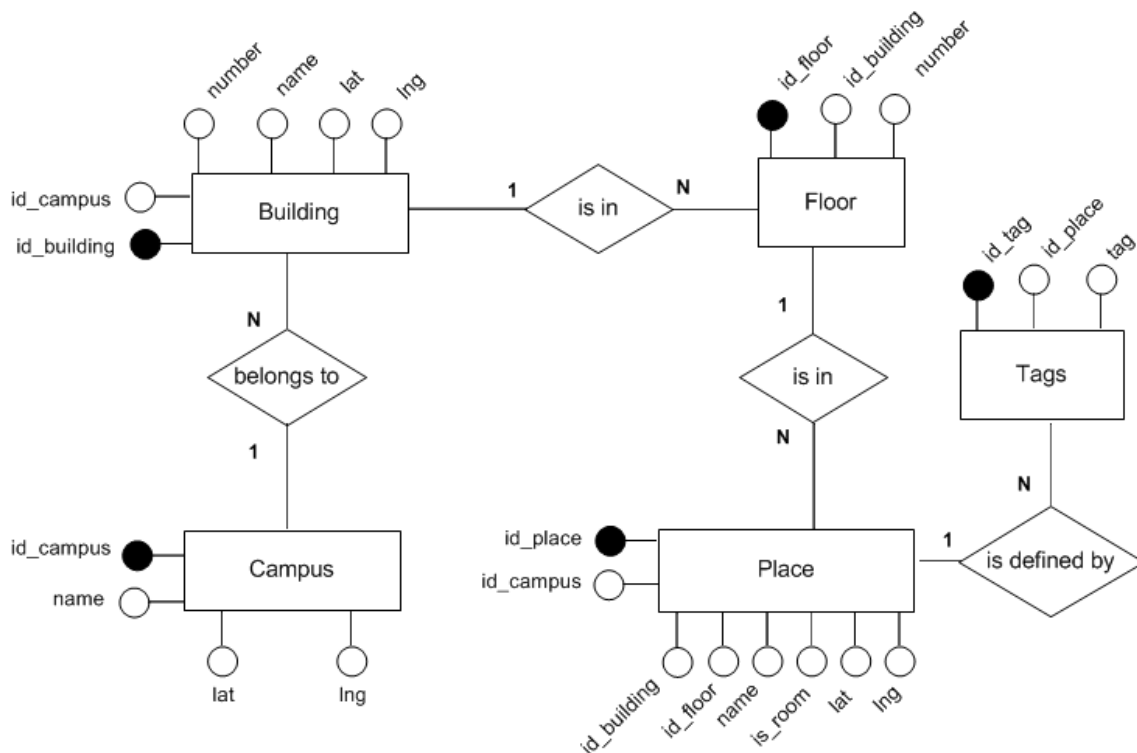 number
name
lat
lng
id_campus
id_building
Building
1
is in
N
id_floor
id_building
number
Floor
id_tag
id_place
tag
Tags
N
belongs to
1
1
is in
N
N
is defined by
1
id_campus
name
Campus
lat
lng
id_place
id_campus
Place
id_building
id_floor
name
is_room
lat
lng